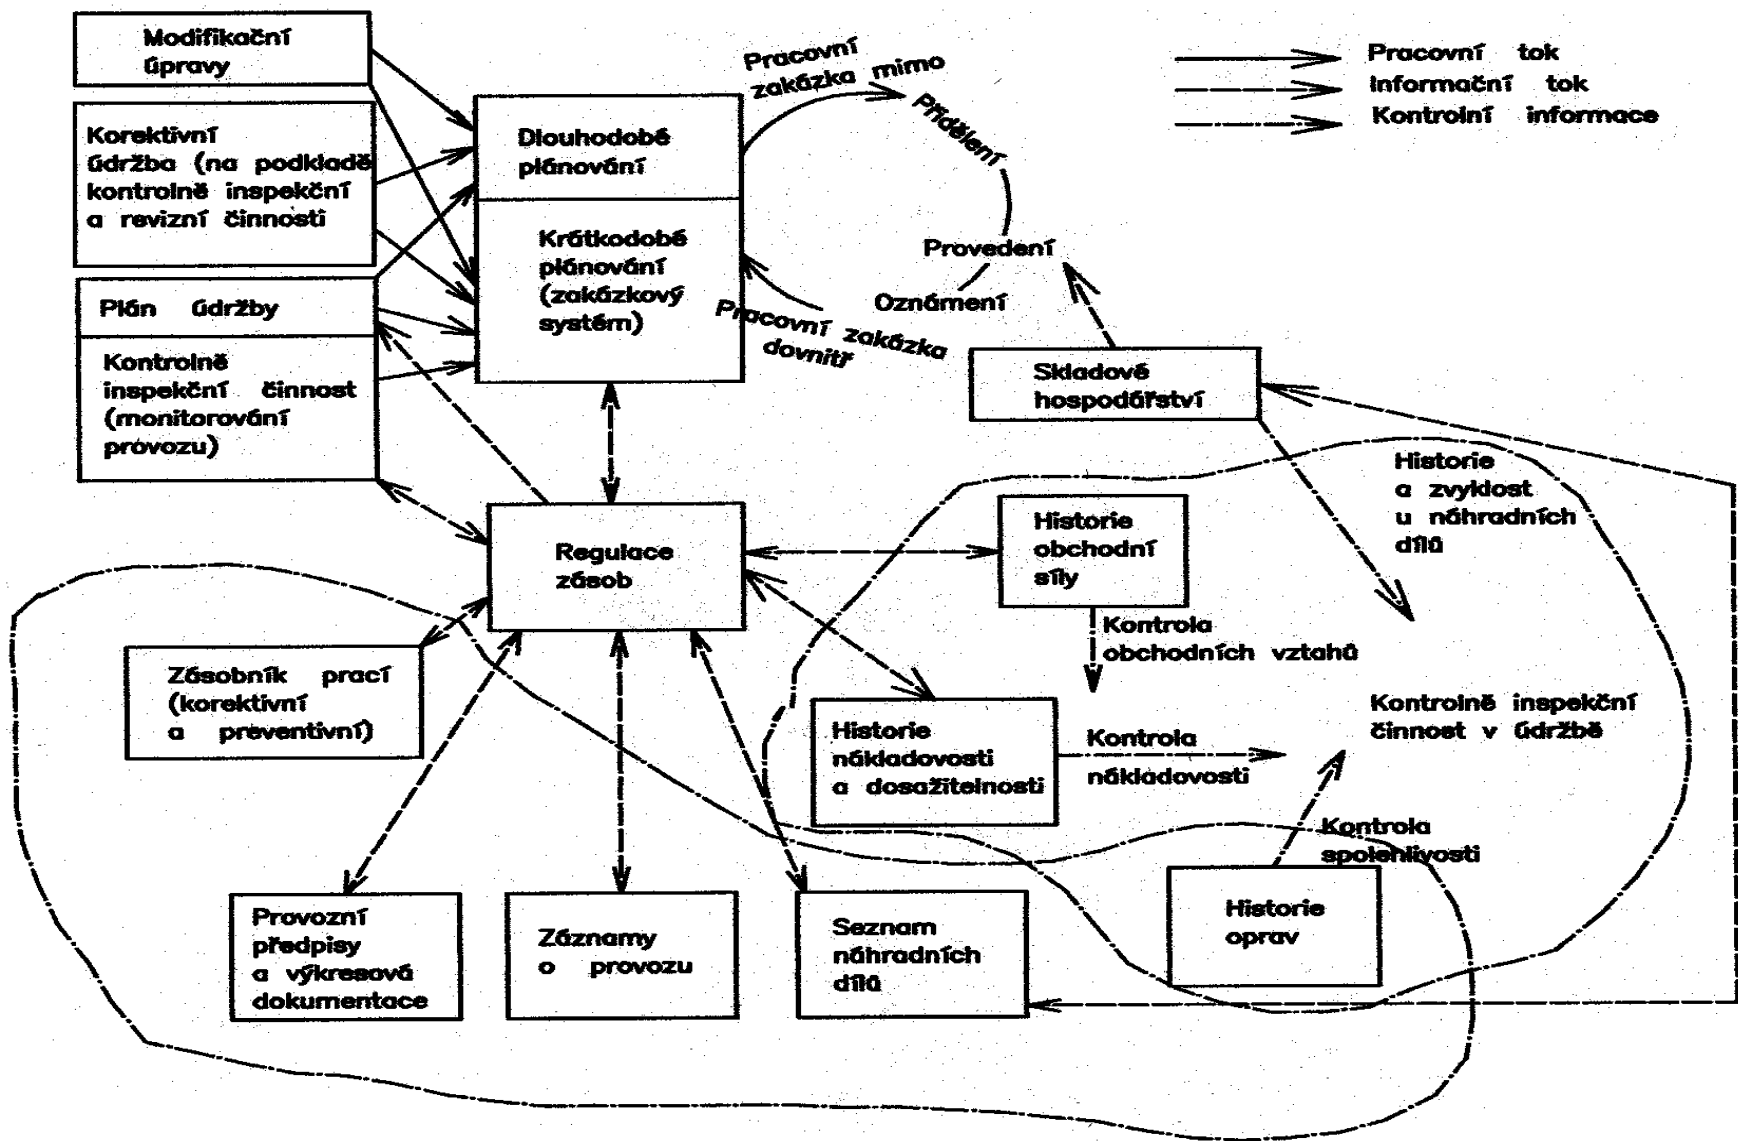 Modifikační
úpravy
Korektivní
údržba (na podkladě
kontrolně inspekční
a revizní činnosti
Plán údržby
Kontrolně
inspekční činnost
(monitorování
provozu)
Dlouhodobé
plánování
Krátkodobé
plánování
(zakázkový
systém)
Pracovní
zakázka mimo
Přidělení
Provedení
Oznámení
Pracovní zakázka
dovnitř
Pracovní tok
Informační tok
Kontrolní informace
Skladové
hospodářství
Regulace
zásob
Historie
obchodní
síly
Historie
a zvyklost
u náhradních
dílů
Kontrola
obchodních vztahů
Zásobník prací
(korektivní
a preventivní)
Historie
nákladovosti
a dosažitelnosti
Kontrola
nákladovosti
Kontrolně inspekční
činnost v údržbě
Kontrola
spolehlivosti
Provozní
předpisy
a výkresová
dokumentace
Záznamy
o provozu
Seznam
náhradních
dílů
Historie
oprav